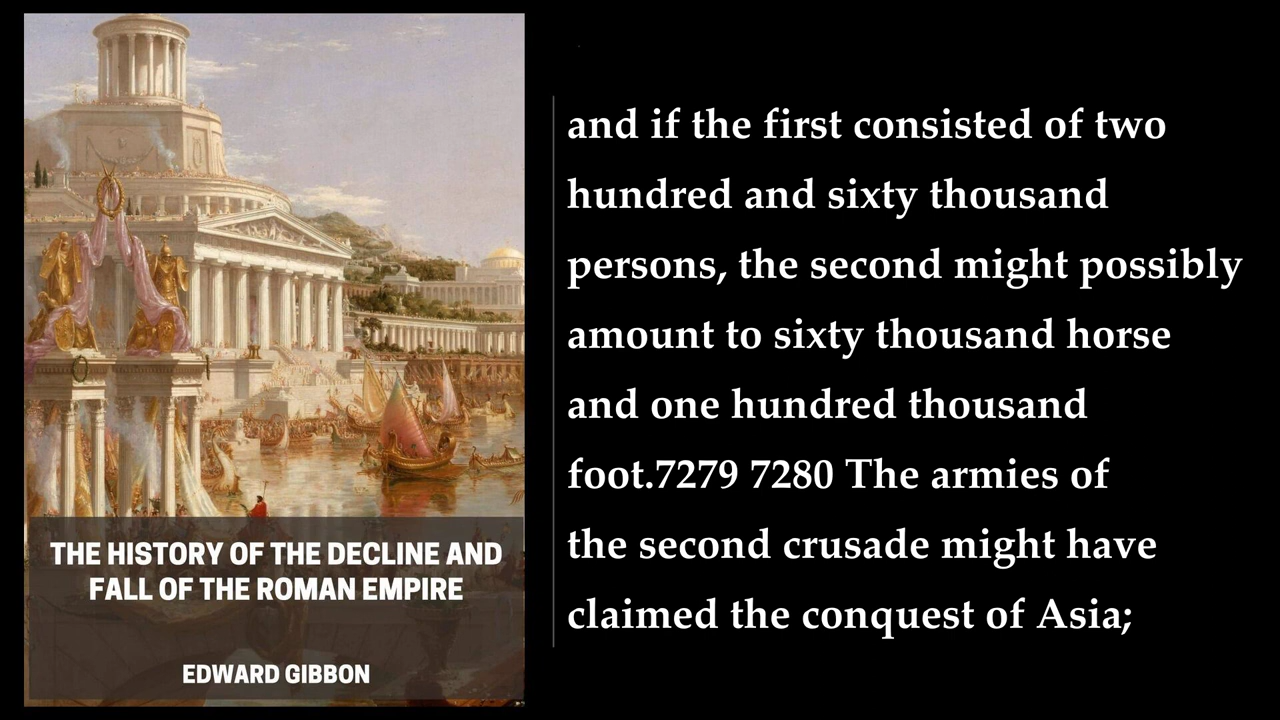 THE HISTORY OF THE DECLINE AND
FALL OF THE ROMAN EMPIRE
EDWARD GIBBON
and if the first consisted of two
hundred and sixty thousand
persons, the second might possibly
amount to sixty thousand horse
and one hundred thousand
foot.7279 7280 The armies of
the second crusade might have
claimed the conquest of Asia;